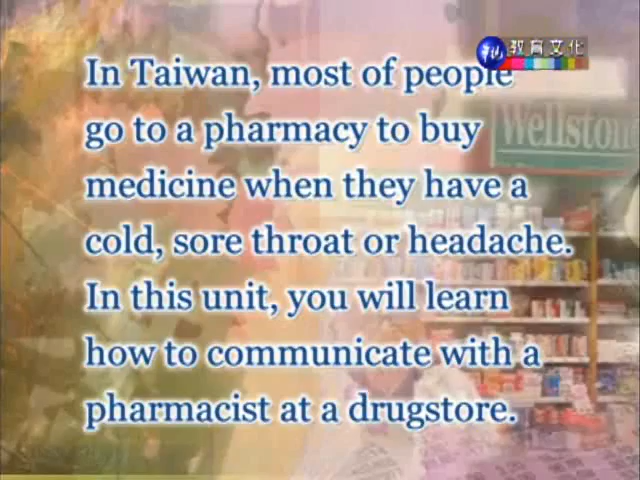 教育文化
In Taiwan, most of people
go to a pharmacy to buy
medicine when they have a
cold, sore throat or headache.
In this unit, you will learn
how to communicate with a
pharmacist at a drugstore.